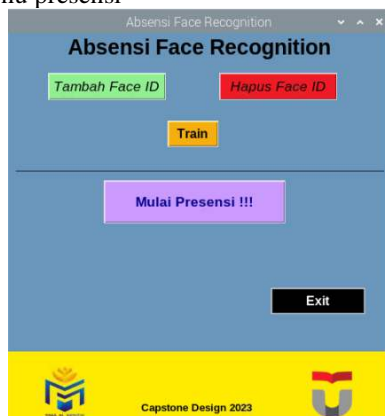 Absensi Face Recognition
Absensi Face Recognition
Tambah Face ID
Hapus Face ID
Train
Mulai Presensi !!!
Exit
Capstone Design 2023